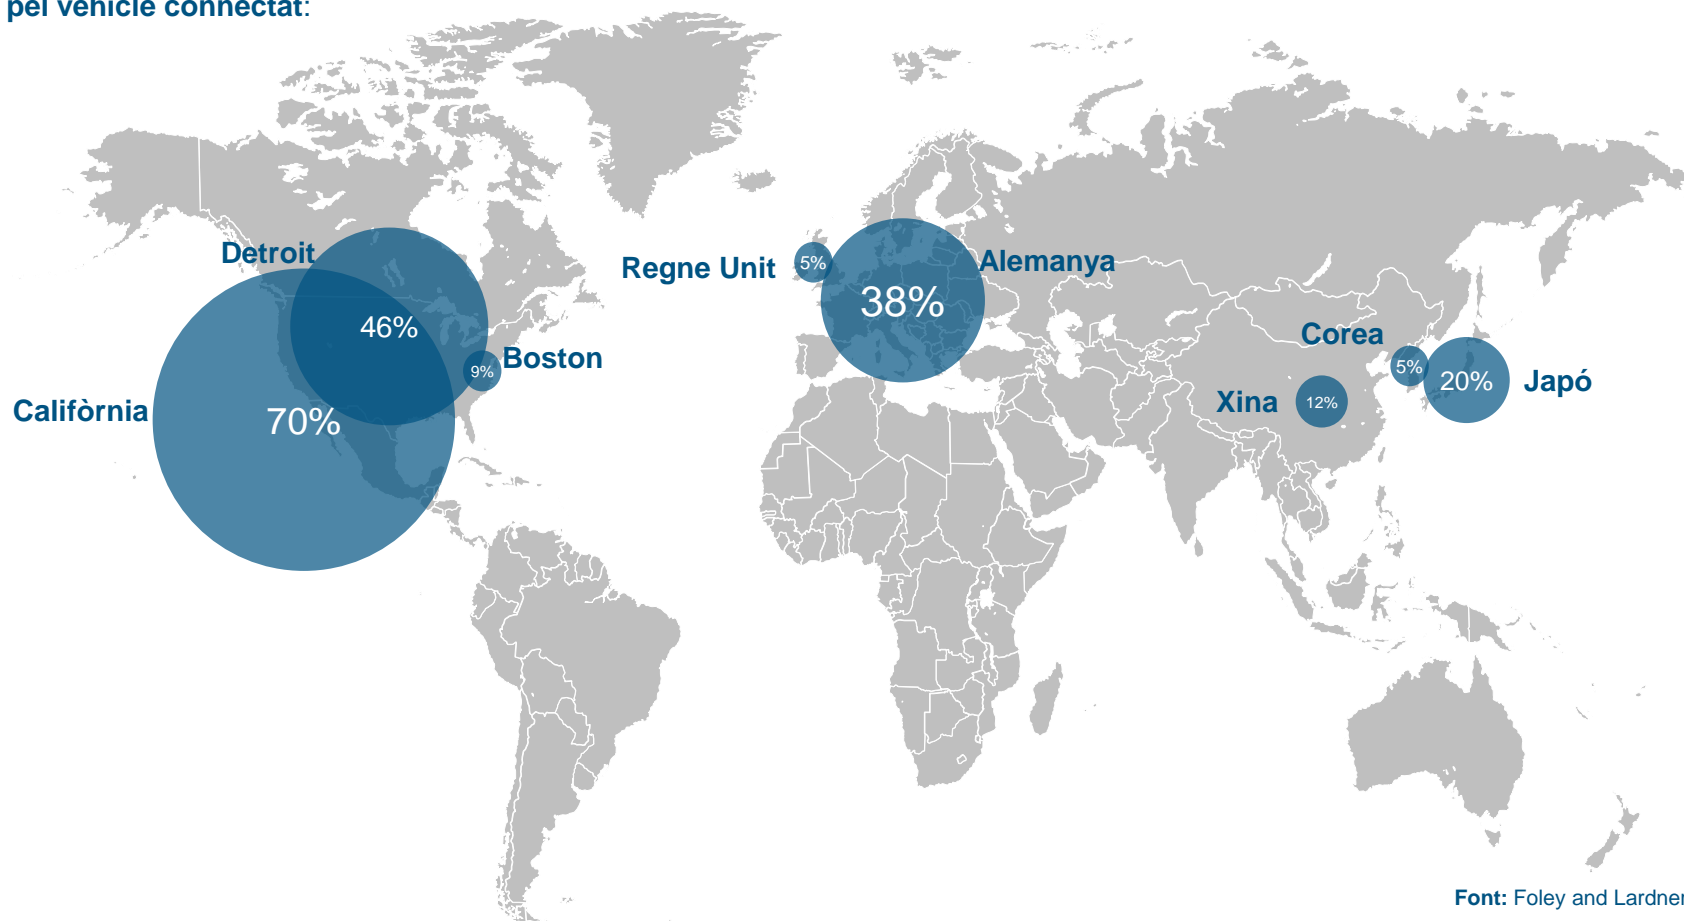 pel vehicle connectat:
Detroit
46%
Boston
9%
Califòrnia
70%
Regne Unit
5%
Alemanya
38%
Corea
5%
Japó
20%
Xina
12%
Font: Foley and Lardner